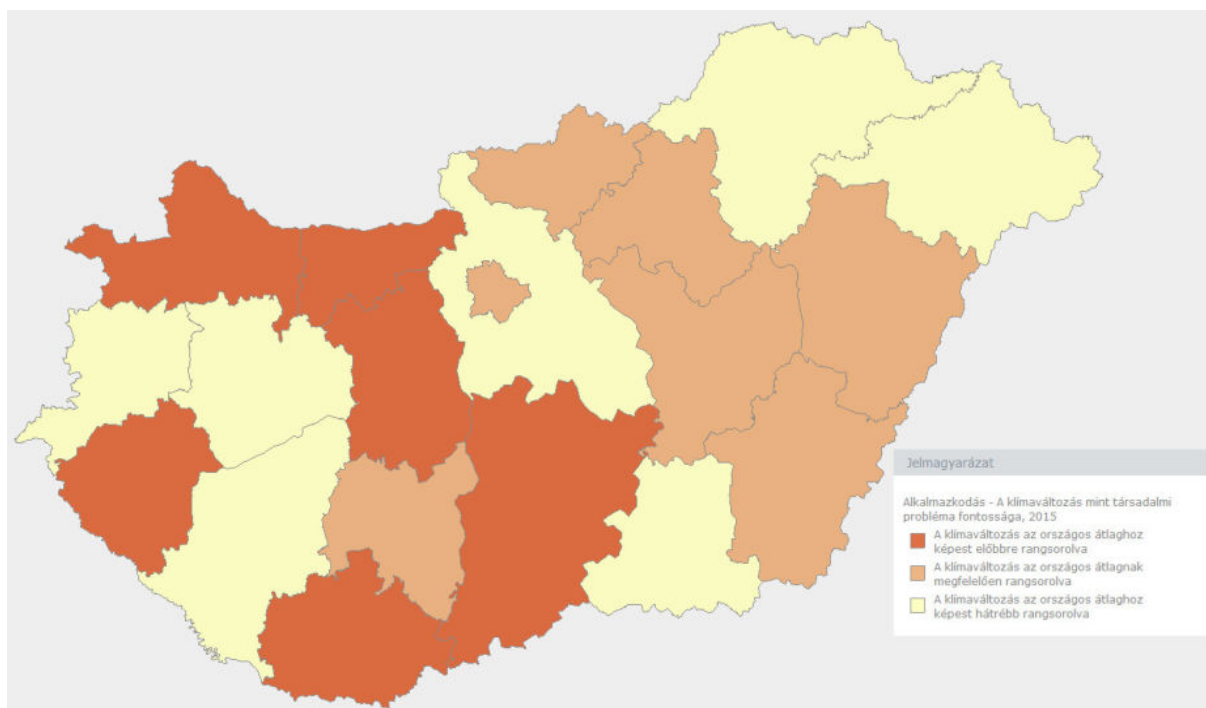 Jelmagyarázat
Alkalmazkodás - A klímaváltozás mint társadalmi
probléma fontossága, 2015
A klímaváltozás az országos átlaghoz
képest előbbre rangsorolva
A klímaváltozás az országos átlagnak
megfelelően rangsorolva
A klímaváltozás az országos átlaghoz
képest hátrébb rangsorolva